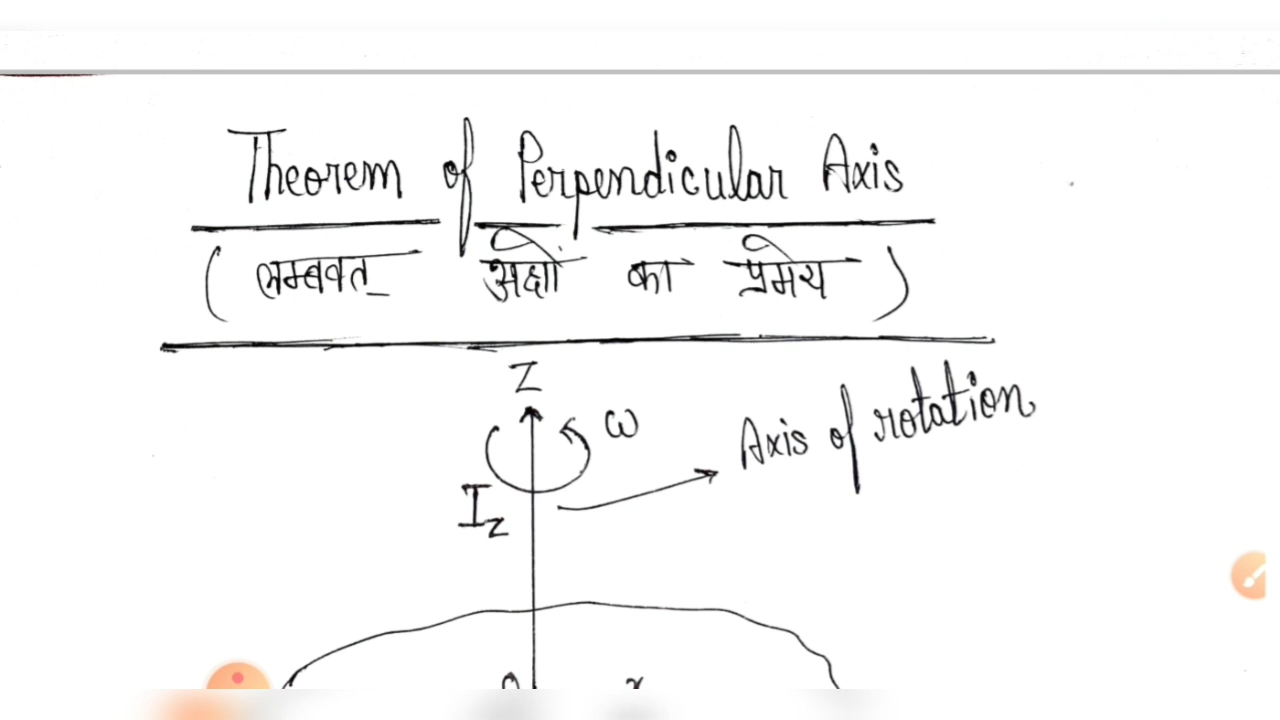 Theorem of Perpendicular Axis
(लम्बवत अक्षों का प्रमेय)
Z
ω
Axis of rotation
I_z
x